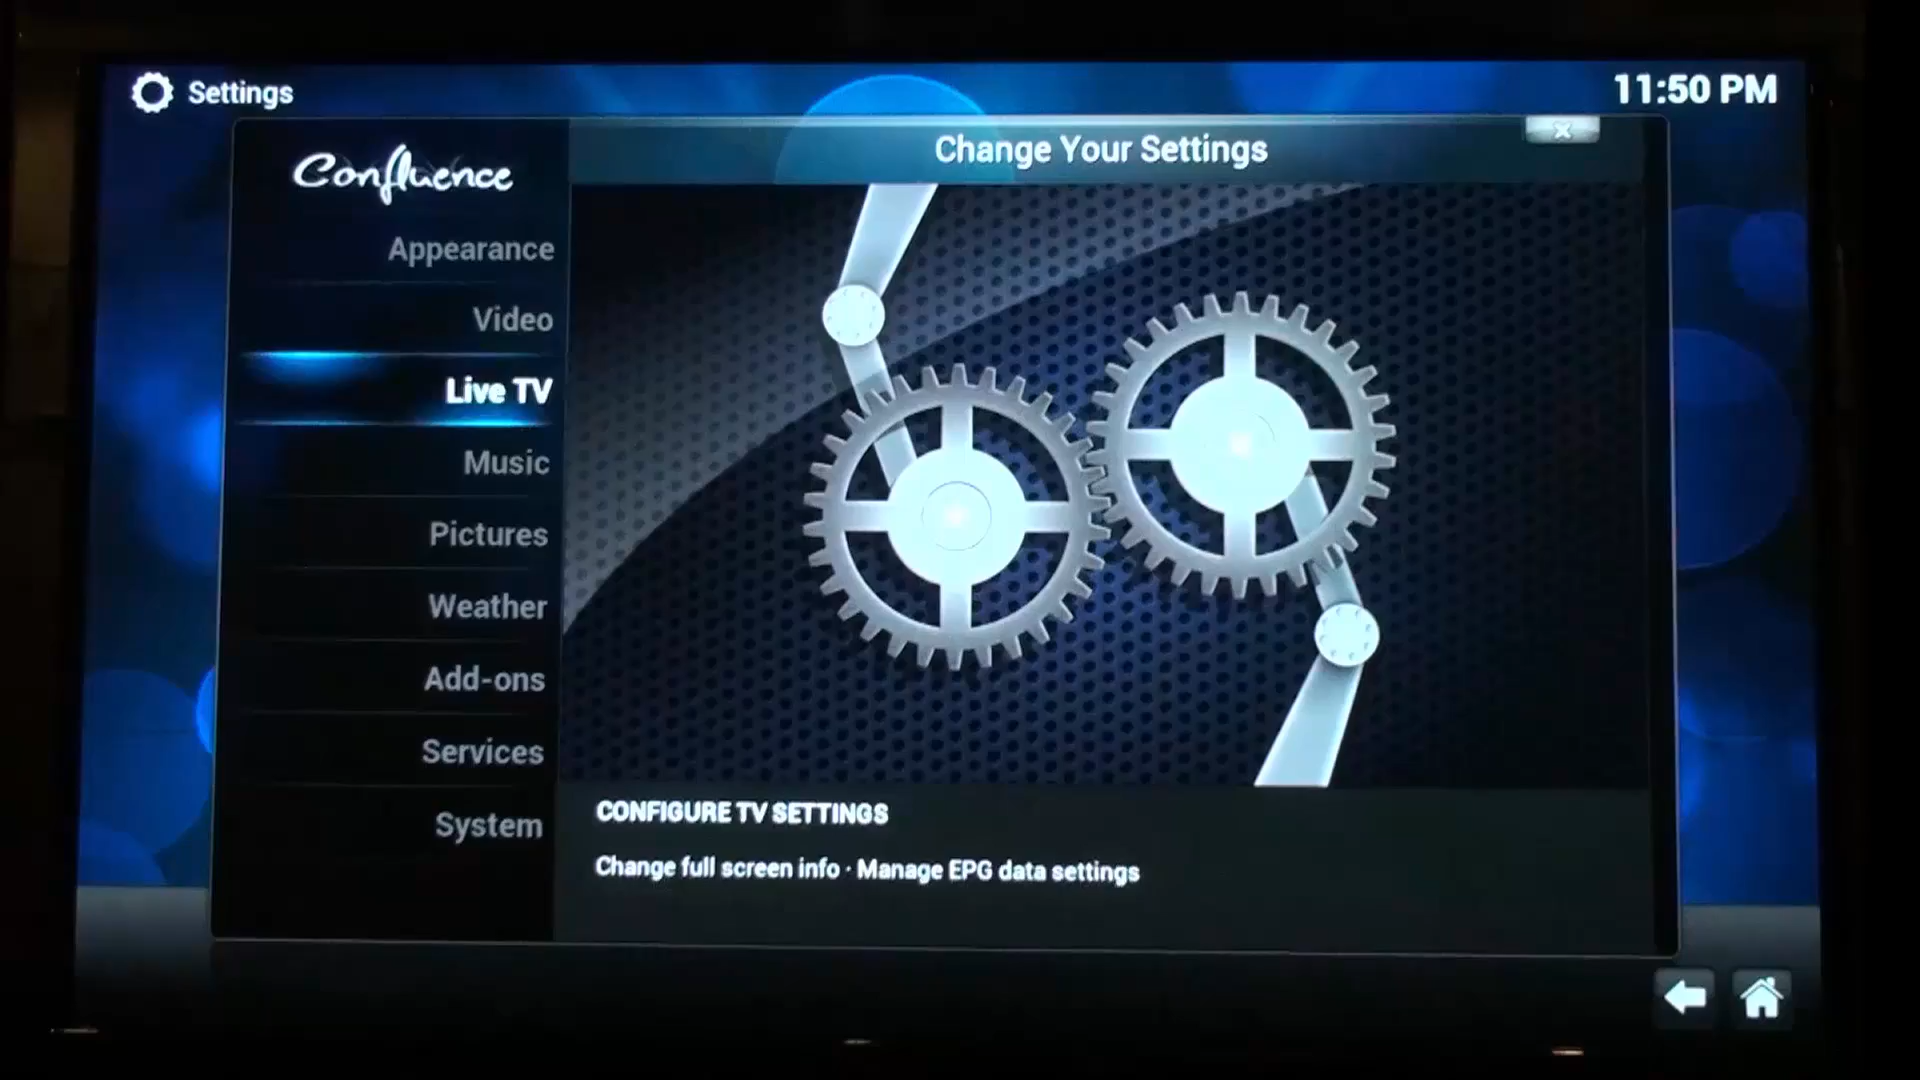 Settings
11:50 PM
Change Your Settings
Confluence
Appearance
Video
Live TV
Music
Pictures
Weather
Add-ons
Services
System
CONFIGURE TV SETTINGS
Change full screen info · Manage EPG data settings